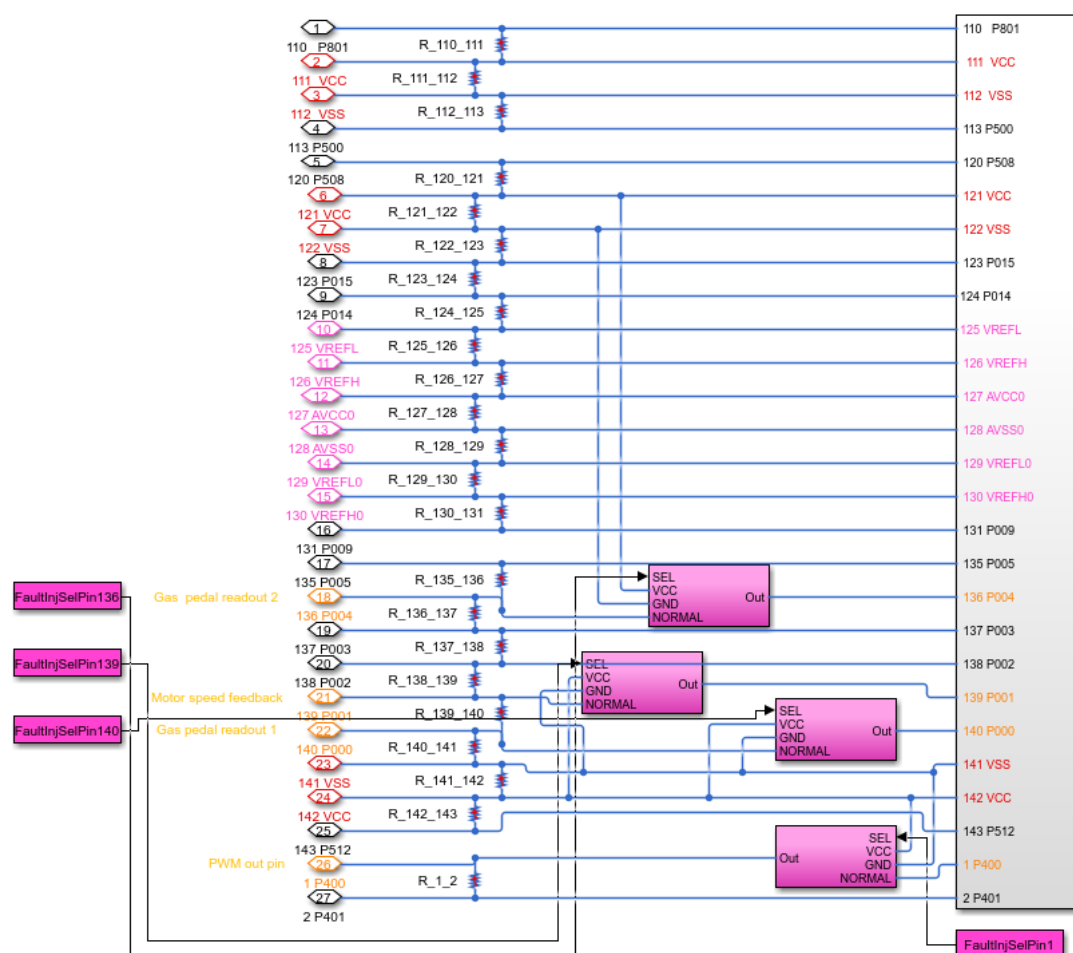 1
110 P801
2
111 VCC
3
112 VSS
4
113 P500
5
120 P508
6
121 VCC
7
122 VSS
8
123 P015
9
124 P014
10
125 VREFL
11
126 VREFH
12
127 AVCC0
13
128 AVSS0
14
129 VREFL0
15
130 VREFH0
16
131 P009
17
135 P005
Gas pedal readout 2
18
136 P004
19
137 P003
20
138 P002
Motor speed feedback
21
139 P001
Gas pedal readout 1
22
140 P000
23
141 VSS
24
142 VCC
25
143 P512
PWM out pin
26
1 P400
27
2 P401
R_110_111
R_111_112
R_112_113
R_120_121
R_121_122
R_122_123
R_123_124
R_124_125
R_125_126
R_126_127
R_127_128
R_128_129
R_129_130
R_130_131
R_135_136
R_136_137
R_137_138
R_138_139
R_139_140
R_140_141
R_141_142
R_142_143
R_1_2
FaultInjSelPin136
FaultInjSelPin139
FaultInjSelPin140
SEL
VCC
GND
NORMAL
Out
SEL
VCC
GND
NORMAL
Out
SEL
VCC
GND
NORMAL
Out
Out
SEL
VCC
GND
NORMAL
110 P801
111 VCC
112 VSS
113 P500
120 P508
121 VCC
122 VSS
123 P015
124 P014
125 VREFL
126 VREFH
127 AVCC0
128 AVSS0
129 VREFL0
130 VREFH0
131 P009
135 P005
136 P004
137 P003
138 P002
139 P001
140 P000
141 VSS
142 VCC
143 P512
1 P400
2 P401
FaultInjSelPin1